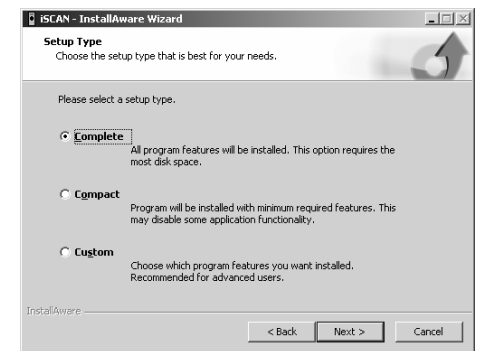 iSCAN - InstallAware Wizard
Setup Type
Choose the setup type that is best for your needs.
Please select a setup type.
Complete
All program features will be installed. This option requires the
most disk space.
Compact
Program will be installed with minimum required features. This
may disable some application functionality.
Custom
Choose which program features you want installed.
Recommended for advanced users.
InstallAware
< Back Next > Cancel